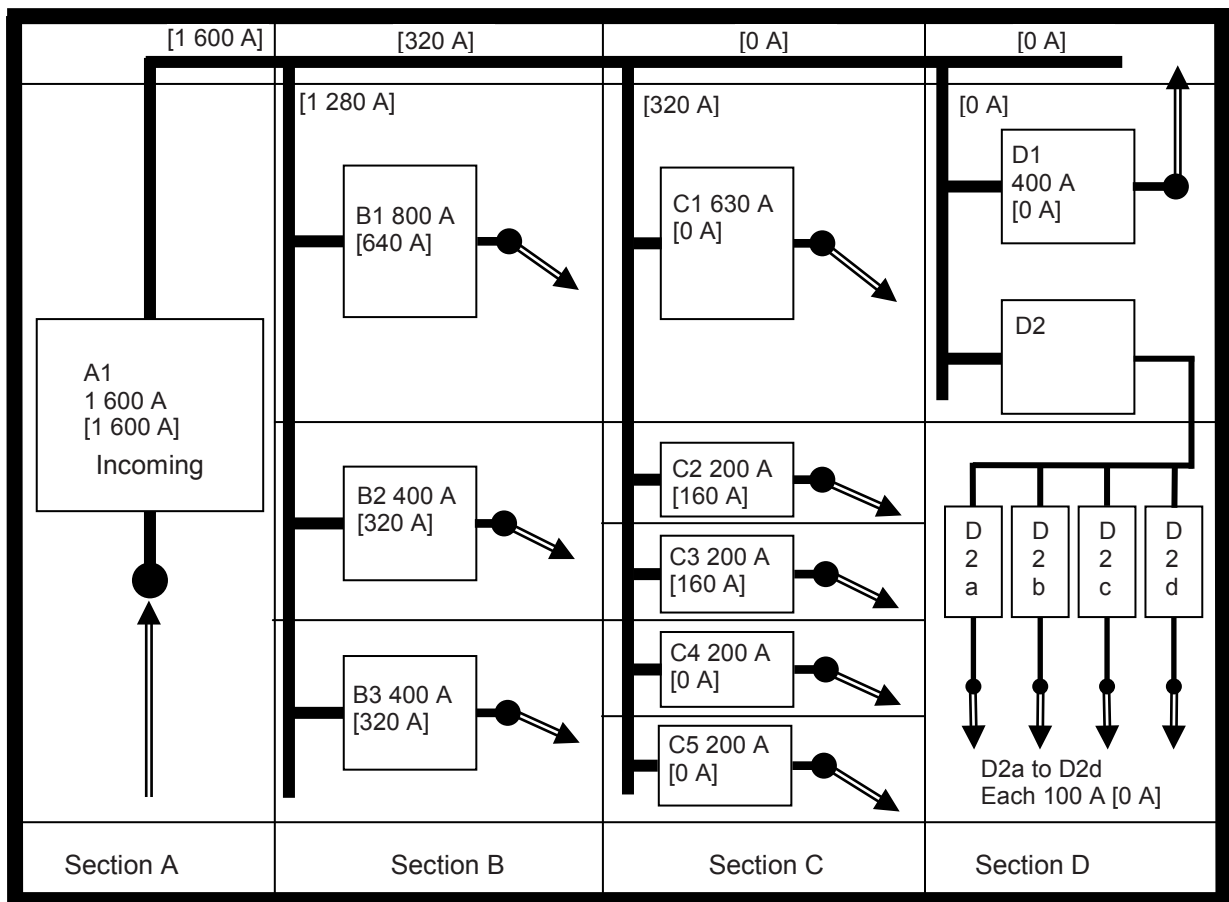 [1 600 A]
[320 A]
[0 A]
[0 A]
[1 280 A]
[320 A]
[0 A]
A1
1 600 A
[1 600 A]
Incoming
B1 800 A
[640 A]
B2 400 A
[320 A]
B3 400 A
[320 A]
C1 630 A
[0 A]
C2 200 A
[160 A]
C3 200 A
[160 A]
C4 200 A
[0 A]
C5 200 A
[0 A]
D1
400 A
[0 A]
D2
D
2
a
D
2
b
D
2
c
D
2
d
D2a to D2d
Each 100 A [0 A]
Section A
Section B
Section C
Section D